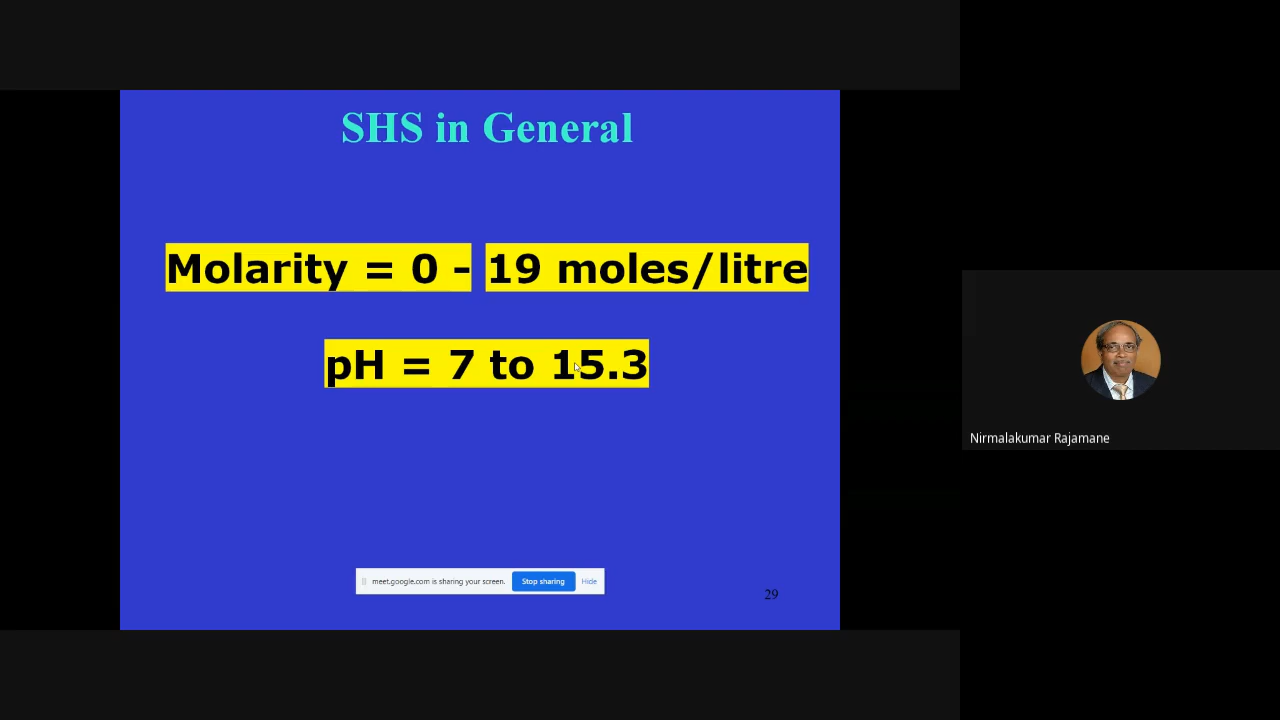 SHS in General
Molarity = 0 - 19 moles/litre
pH = 7 to 15.3
meet.google.com is sharing your screen. Stop sharing Hide
29
Nirmalakumar Rajamane